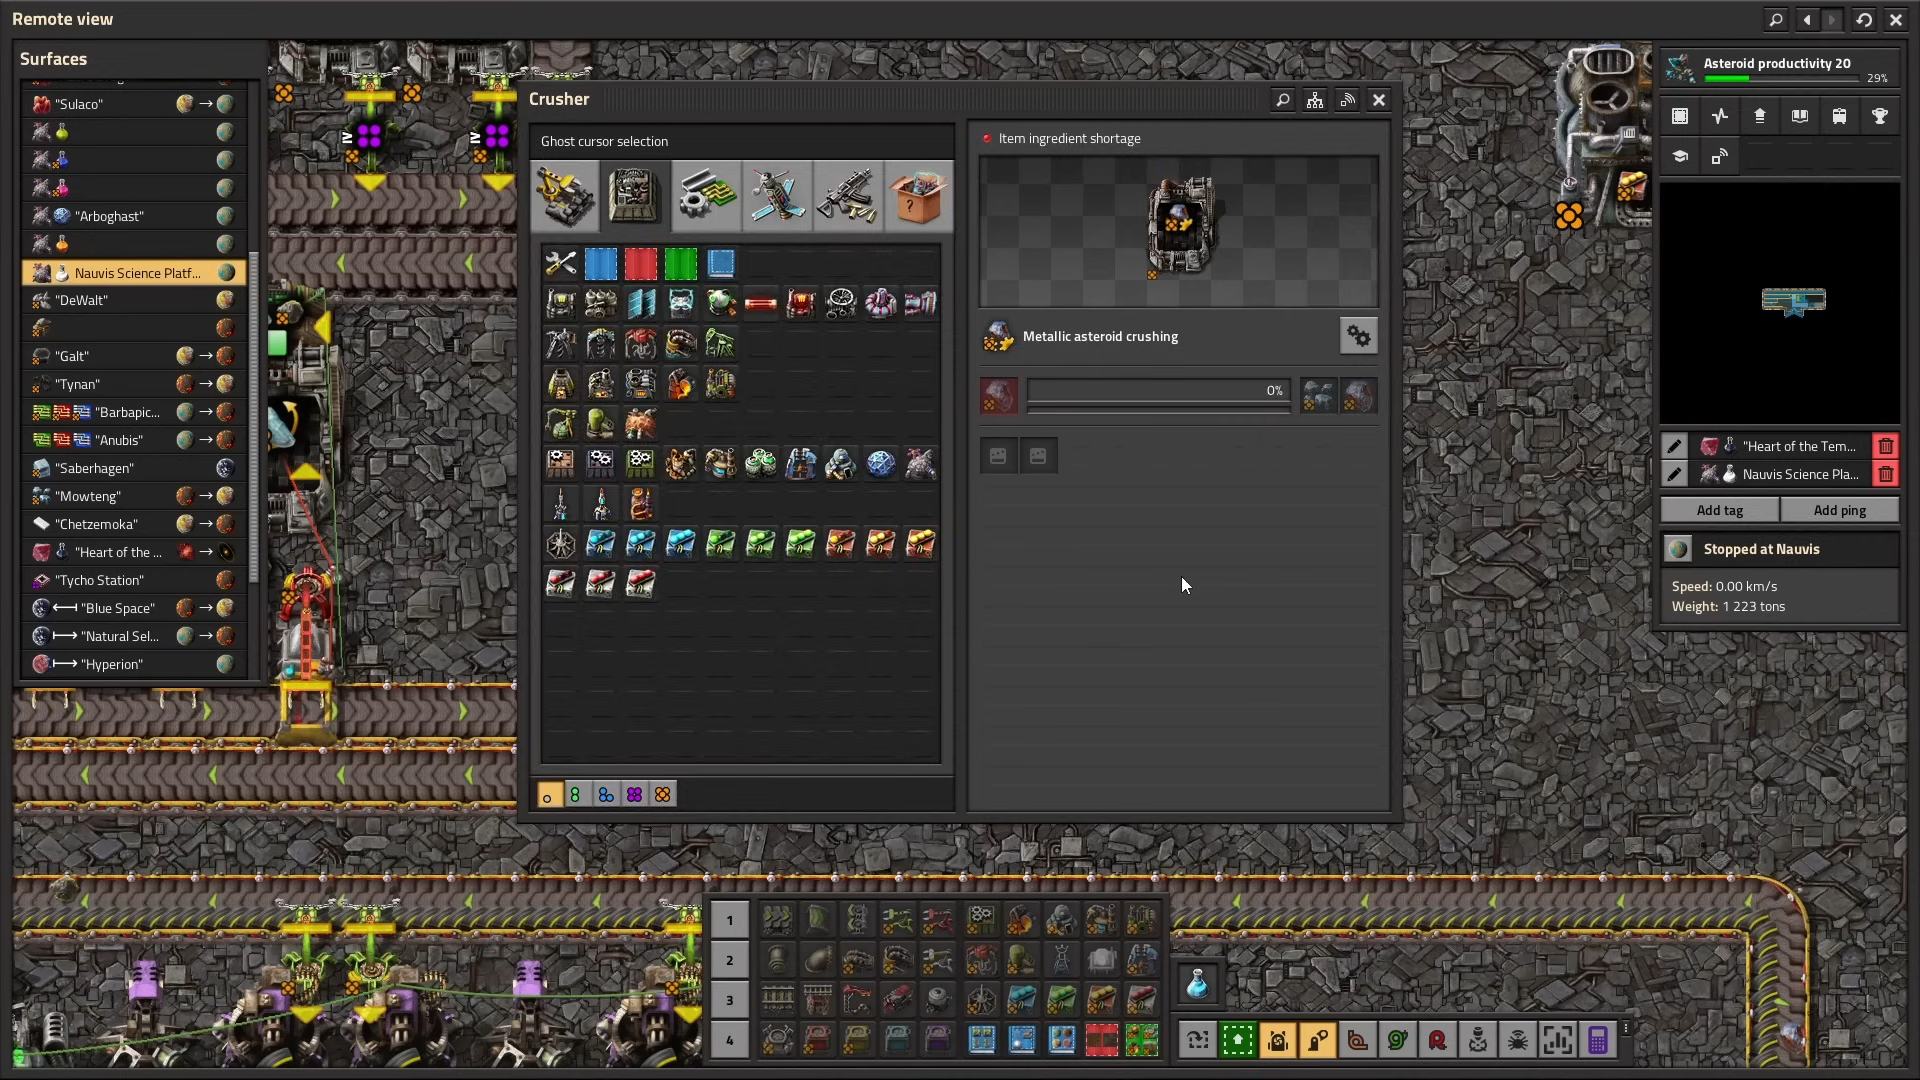 Remote view
Surfaces
"Sulaco"
"Arboghast"
Nauvis Science Platf...
"DeWalt"
"Galt"
"Tynan"
"Barbapic...
"Anubis"
"Saberhagen"
"Mowteng"
"Chetzemoka"
"Heart of the ...
"Tycho Station"
"Blue Space"
"Natural Sel...
"Hyperion"
Crusher
Ghost cursor selection
Item ingredient shortage
Metallic asteroid crushing
0%
Asteroid productivity 20
29%
"Heart of the Tem...
Nauvis Science Pla...
Add tag
Add ping
Stopped at Nauvis
Speed: 0.00 km/s
Weight: 1 223 tons
IV
IV
1
2
3
4